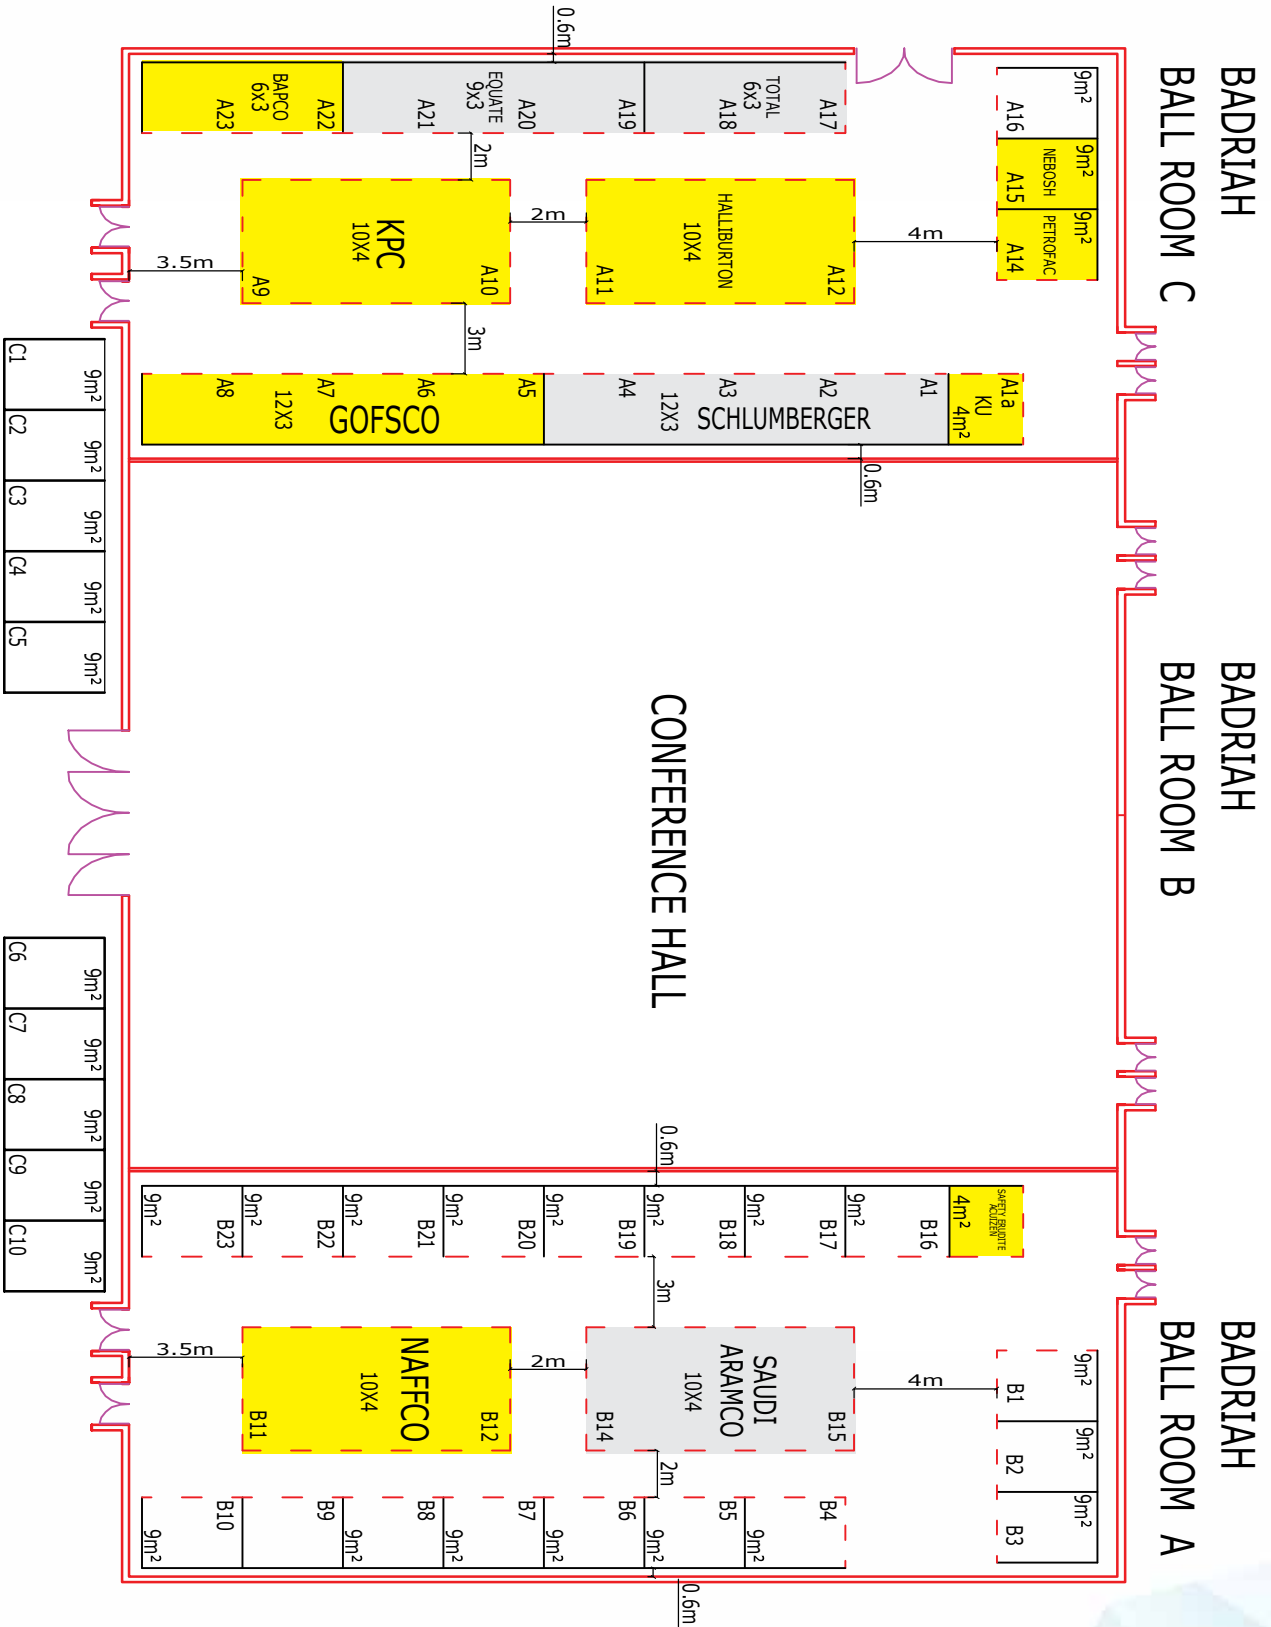 BADRIAH
BALL ROOM C
BADRIAH
BALL ROOM B
BADRIAH
BALL ROOM A
0.6m
BAPCO
6x3
A23
A22
EQUATE
9x3
A21
A20
A19
TOTAL
6x3
A18
A17
9m²
A16
9m²
NEBOSH
A15
9m²
PETROFAC
A14
2m
KPC
10X4
A9
A10
2m
HALLIBURTON
10X4
A11
A12
4m
3.5m
3m
A8
A7
A6
A5
12X3
GOFSCO
A4
A3
A2
A1
12X3
SCHLUMBERGER
A1a
KU
4m²
0.6m
C1
9m²
C2
9m²
C3
9m²
C4
9m²
C5
9m²
CONFERENCE HALL
C6
9m²
C7
9m²
C8
9m²
C9
9m²
C10
9m²
0.6m
9m²
B23
9m²
B22
9m²
B21
9m²
B20
9m²
B19
9m²
B18
9m²
B17
9m²
B16
4m²
SAFETY ERUDITE
ACUIZEN
3m
3.5m
NAFFCO
10X4
B11
B12
2m
SAUDI
ARAMCO
10X4
B14
B15
4m
9m²
B1
9m²
B2
9m²
B3
2m
B10
9m²
B9
B8
9m²
B7
9m²
B6
9m²
B5
9m²
B4
9m²
0.6m